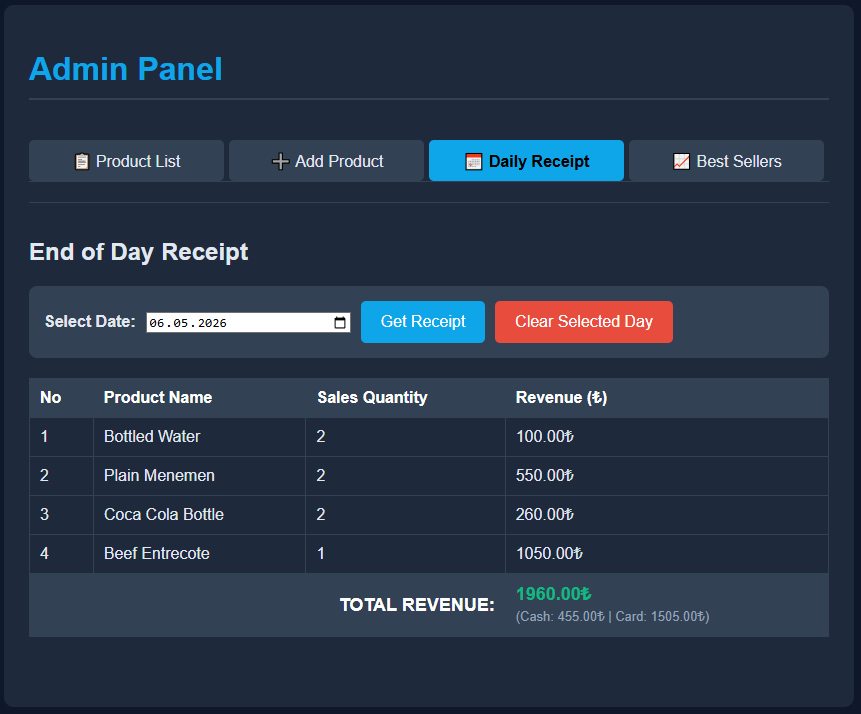 Admin Panel
Product List
Add Product
Daily Receipt
Best Sellers
End of Day Receipt
Select Date: 06.05.2026 Get Receipt Clear Selected Day
No Product Name Sales Quantity Revenue (₺)
1 Bottled Water 2 100.00₺
2 Plain Menemen 2 550.00₺
3 Coca Cola Bottle 2 260.00₺
4 Beef Entrecote 1 1050.00₺
TOTAL REVENUE: 1960.00₺
(Cash: 455.00₺ | Card: 1505.00₺)